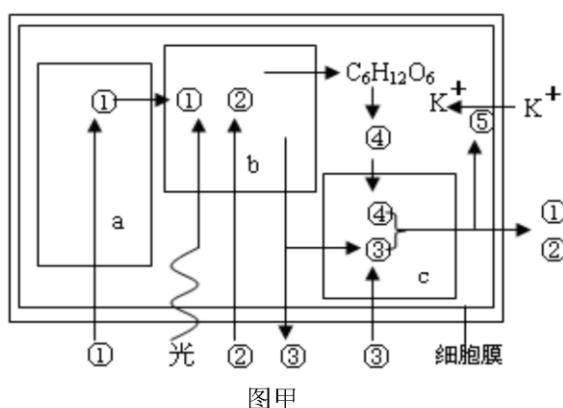 ① ① ② C₆H₁₂O₆ K⁺ K⁺
⑤
④
b
a
④ ①
③ ②
c
① 光 ② ③ ③ 细胞膜
图甲